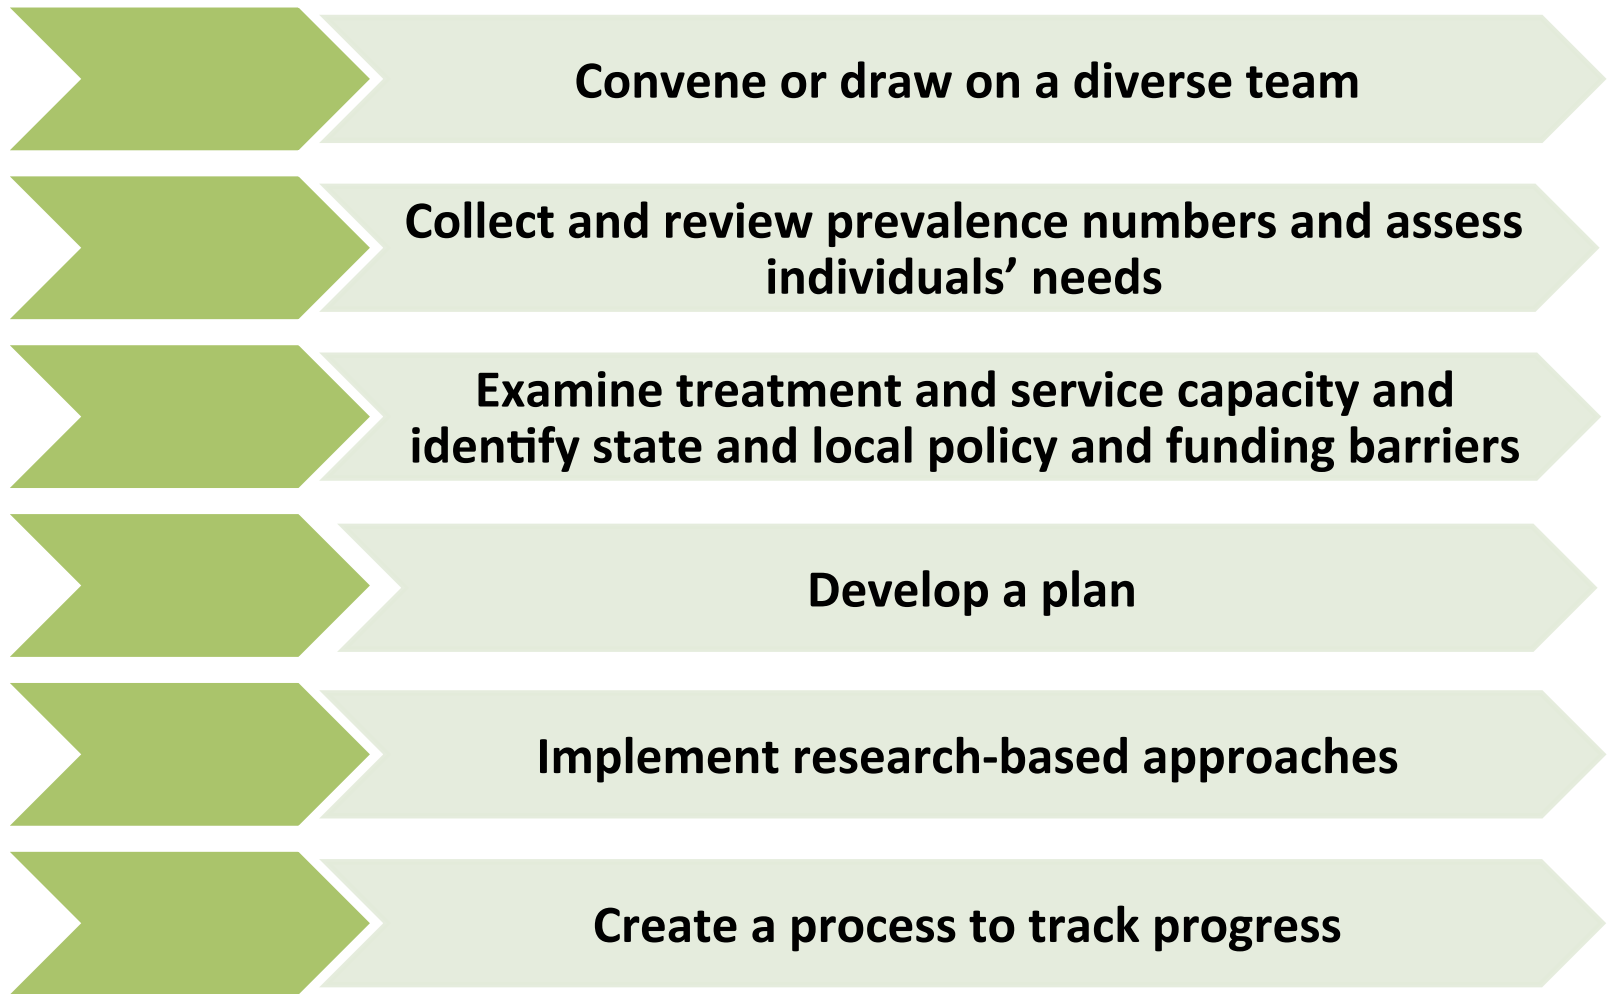 Convene or draw on a diverse team
Collect and review prevalence numbers and assess
individuals’ needs
Examine treatment and service capacity and
identify state and local policy and funding barriers
Develop a plan
Implement research-based approaches
Create a process to track progress